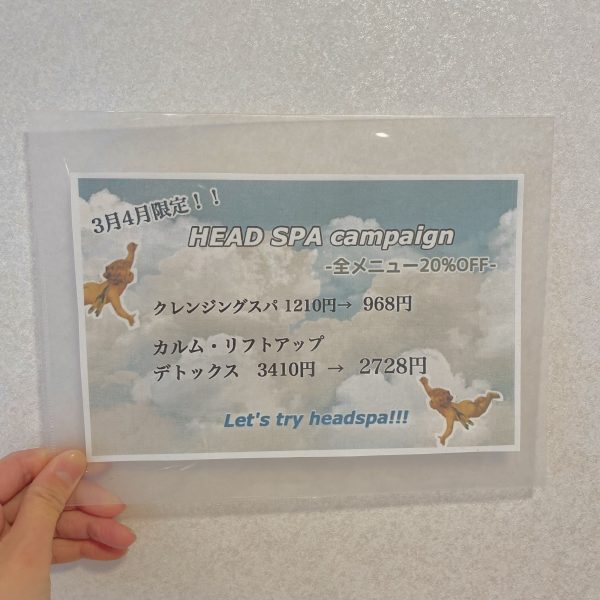 3月4月限定！！
HEAD SPA campaign
-全メニュー20%OFF-
クレンジングスパ 1210円→ 968円
カルム・リフトアップ
デトックス 3410円 → 2728円
Let's try headspa!!!